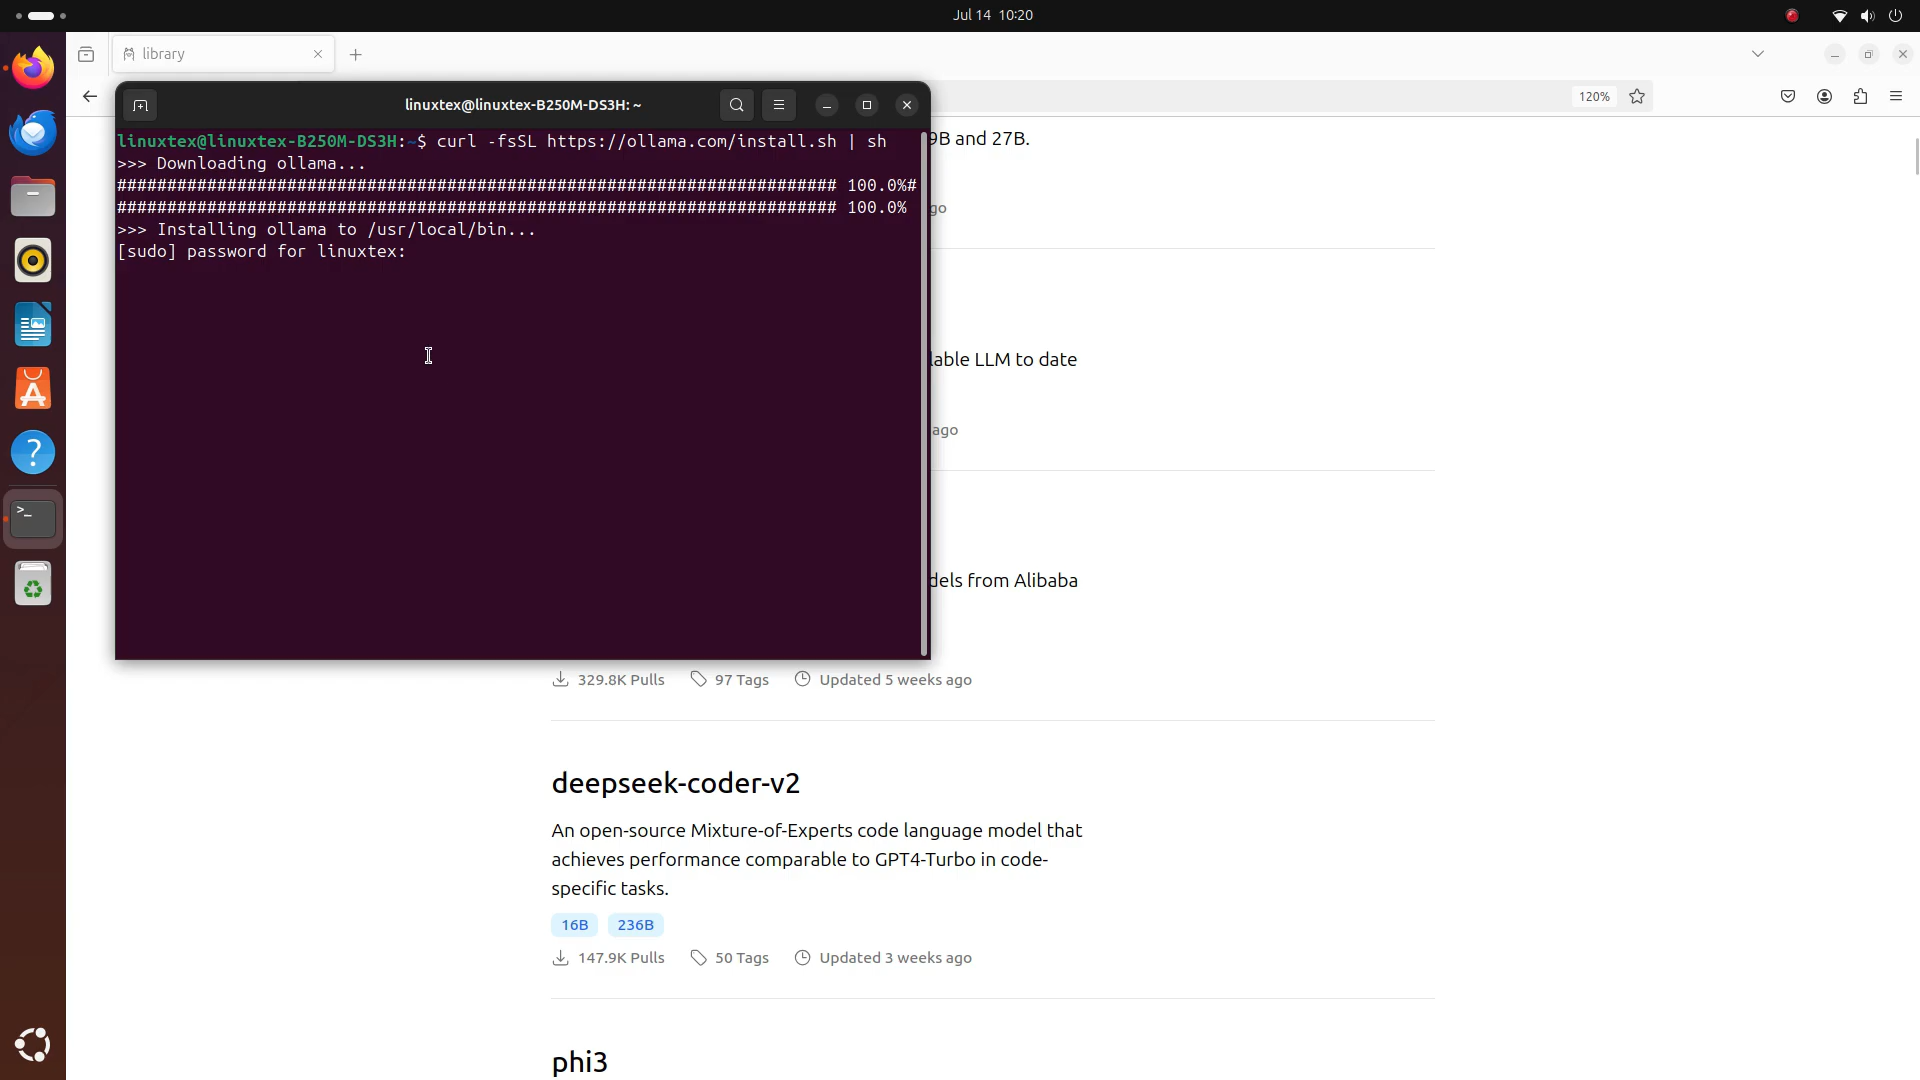 Jul 14 10:20
library
120%
linuxtex@linuxtex-B250M-DS3H: ~
linuxtex@linuxtex-B250M-DS3H:~$ curl -fsSL https://ollama.com/install.sh | sh
>>> Downloading ollama...
######################################################################## 100.0%#
######################################################################## 100.0%
>>> Installing ollama to /usr/local/bin...
[sudo] password for linuxtex:
9B and 27B.
go
lable LLM to date
ago
dels from Alibaba
329.8K Pulls 97 Tags Updated 5 weeks ago
deepseek-coder-v2
An open-source Mixture-of-Experts code language model that
achieves performance comparable to GPT4-Turbo in code-
specific tasks.
16B 236B
147.9K Pulls 50 Tags Updated 3 weeks ago
phi3